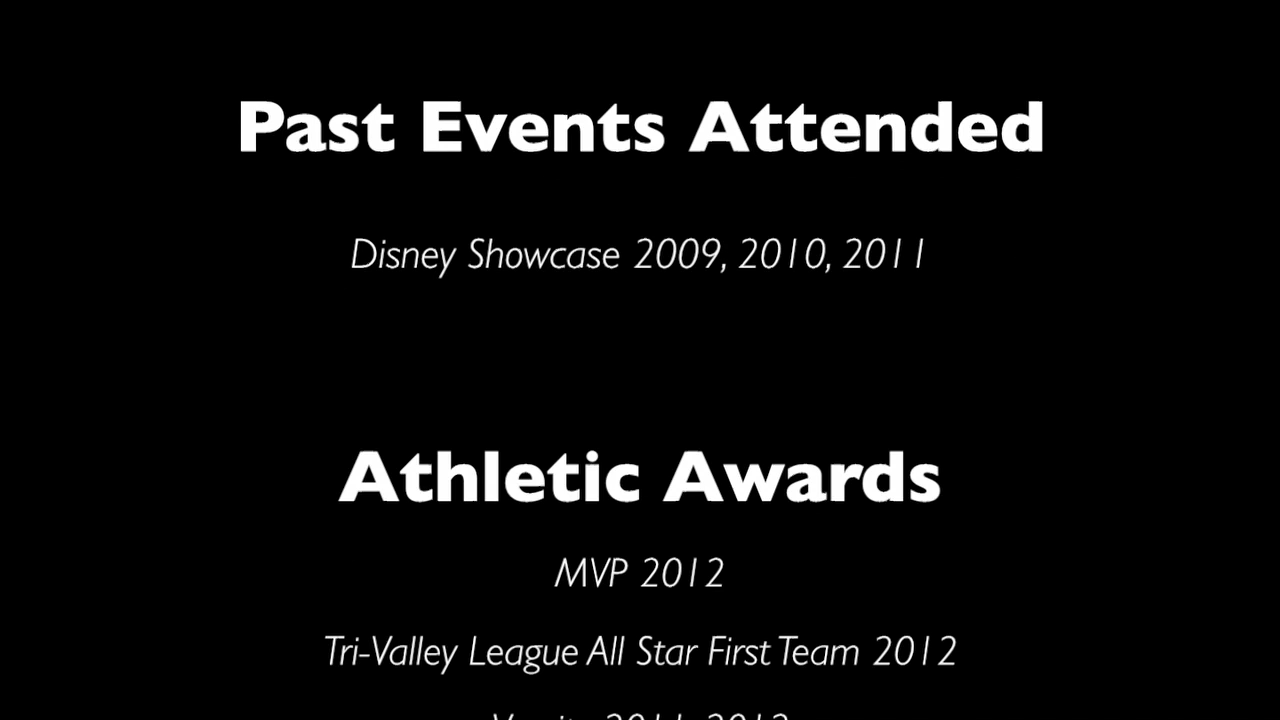 Past Events Attended
Disney Showcase 2009, 2010, 2011
Athletic Awards
MVP 2012
Tri-Valley League All Star First Team 2012